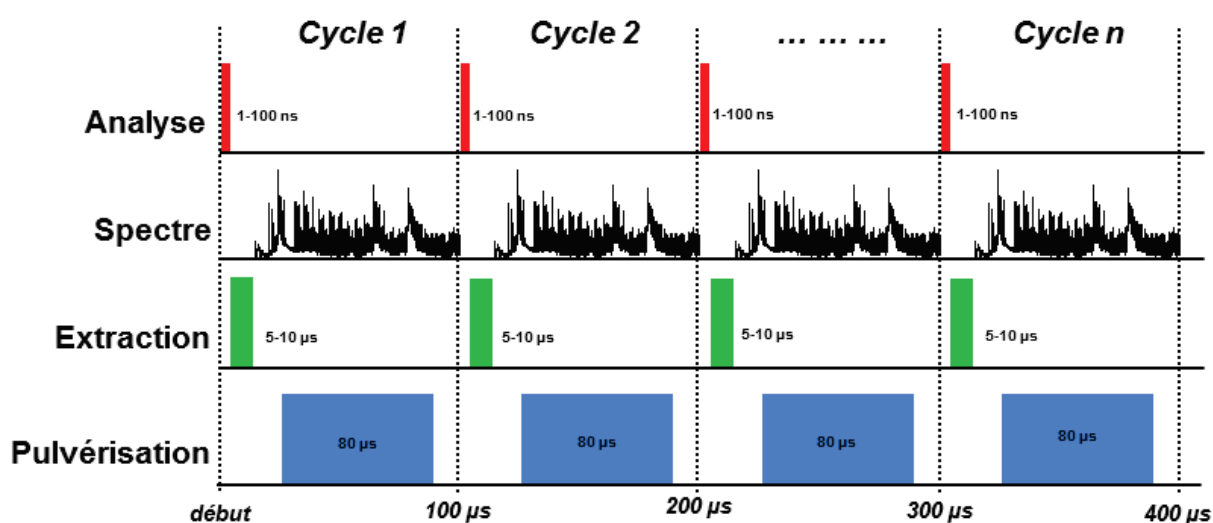 Cycle 1 Cycle 2 ... ... ... Cycle n
Analyse 1-100 ns 1-100 ns 1-100 ns 1-100 ns
Spectre
Extraction 5-10 µs 5-10 µs 5-10 µs 5-10 µs
Pulvérisation 80 µs 80 µs 80 µs 80 µs
début 100 µs 200 µs 300 µs 400 µs